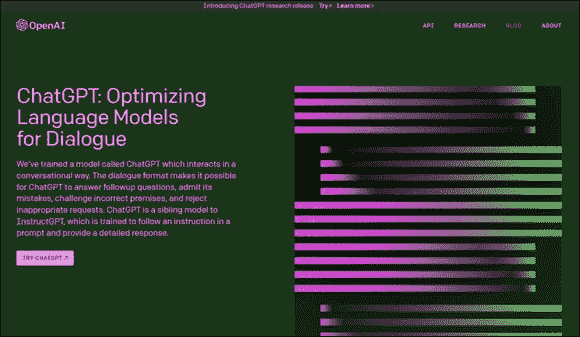 Introducing ChatGPT research release Try › Learn more ›
OpenAI
API RESEARCH BLOG ABOUT
ChatGPT: Optimizing
Language Models
for Dialogue
We've trained a model called ChatGPT which interacts in a
conversational way. The dialogue format makes it possible
for ChatGPT to answer followup questions, admit its
mistakes, challenge incorrect premises, and reject
inappropriate requests. ChatGPT is a sibling model to
InstructGPT, which is trained to follow an instruction in a
prompt and provide a detailed response.
TRY CHATGPT ↗